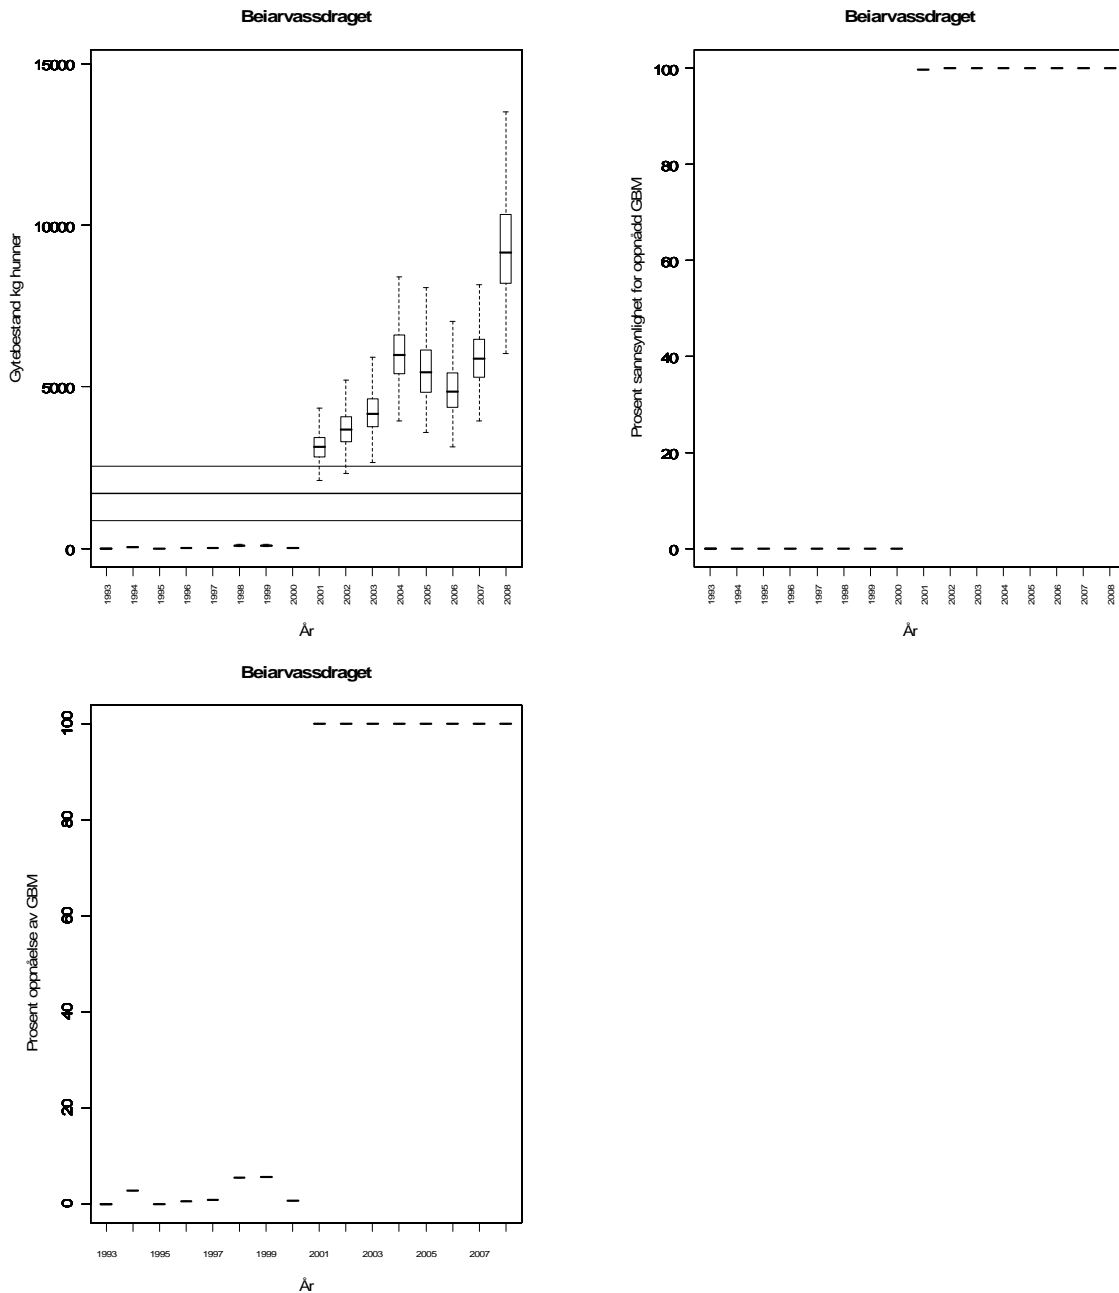 Beiarvassdraget
Gytebestand kg hunner
15000
10000
5000
0
1993 1994 1995 1996 1997 1998 1999 2000 2001 2002 2003 2004 2005 2006 2007 2008
År
Beiarvassdraget
Prosent sannsynlighet for oppnådd GBM
100
80
60
40
20
0
1993 1994 1995 1996 1997 1998 1999 2000 2001 2002 2003 2004 2005 2006 2007 2008
År
Beiarvassdraget
Prosent oppnåelse av GBM
100
80
60
40
20
0
1993 1995 1997 1999 2001 2003 2005 2007
År